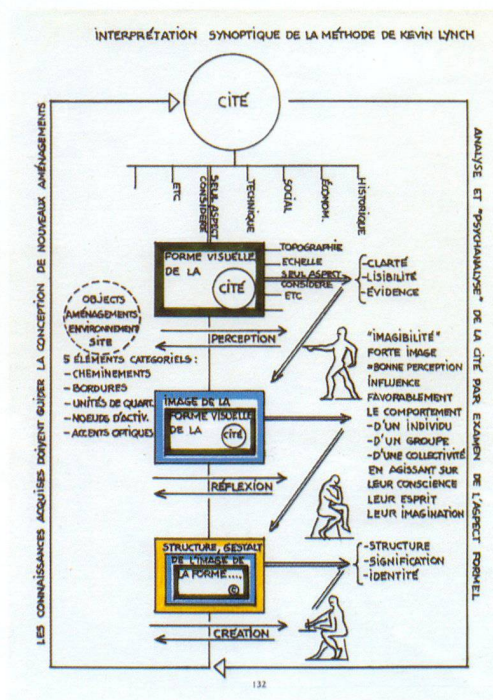 INTERPRÉTATION SYNOPTIQUE DE LA MÉTHODE DE KEVIN LYNCH
CITÉ
ETC
SEUL ASPECT
CONSIDÉRÉ
TECHNIQUE
SOCIAL
ÉCONOM.
HISTORIQUE
FORME VISUELLE
DE LA
CITÉ
TOPOGRAPHIE
ECHELLE
SEUL ASPECT
CONSIDÉRÉ
ETC
-CLARTÉ
-LISIBILITÉ
-ÉVIDENCE
OBJECTS
AMÉNAGEMENTS
ENVIRONNEMENT
SITE
PERCEPTION
5 ÉLÉMENTS CATEGORIELS :
-CHEMINEMENTS
-BORDURES
-UNITÉS DE QUART.
-NOEUDS D'ACTIV.
-ACCENTS OPTIQUES
"IMAGIBILITÉ"
FORTE IMAGE
=BONNE PERCEPTION
INFLUENCE
FAVORABLEMENT
LE COMPORTEMENT
-D'UN INDIVIDU
-D'UN GROUPE
-D'UNE COLLECTIVITÉ
EN AGISSANT SUR
LEUR CONSCIENCE
LEUR ESPRIT
LEUR IMAGINATION
IMAGE DE LA
FORME VISUELLE
DE LA
CITÉ
RÉFLEXION
STRUCTURE, GESTALT
DE L'IMAGE DE
LA FORME....
C
-STRUCTURE
-SIGNIFICATION
-IDENTITÉ
CRÉATION
LES CONNAISSANCES ACQUISES DOIVENT GUIDER LA CONCEPTION DE NOUVEAUX AMÉNAGEMENTS
ANALYSE ET "PSYCHANALYSE" DE LA CITÉ PAR EXAMEN DE L'ASPECT FORMEL
132